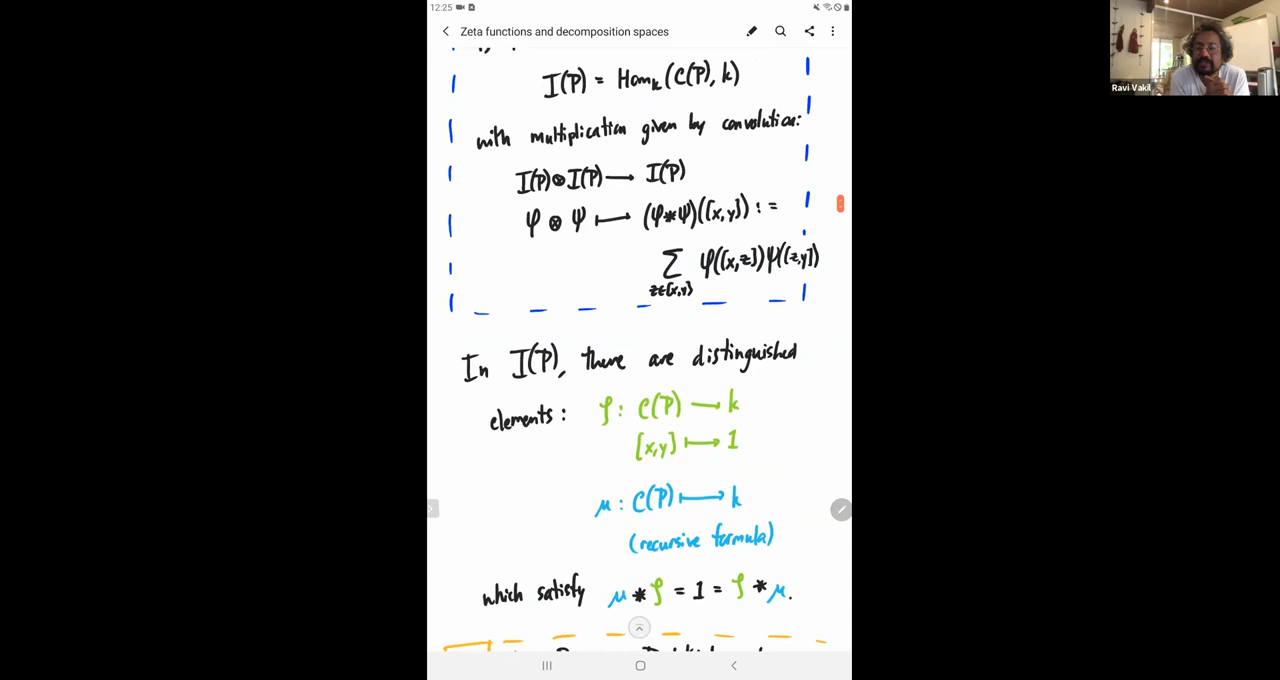 12:25
Zeta functions and decomposition spaces
I(P) = Homₖ(C(P), k)
with multiplication given by convolution:
I(P)⊗I(P) → I(P)
φ ⊗ ψ ↦ (φ*ψ)([x,y]) :=
∑ φ([x,z])ψ([z,y])
z∈[x,y]
In I(P), there are distinguished
elements: ζ: C(P) → k
[x,y] ↦ 1
μ: C(P) ↦ k
(recursive formula)
which satisfy μ * ζ = 1 = ζ * μ.
Ravi Vakil